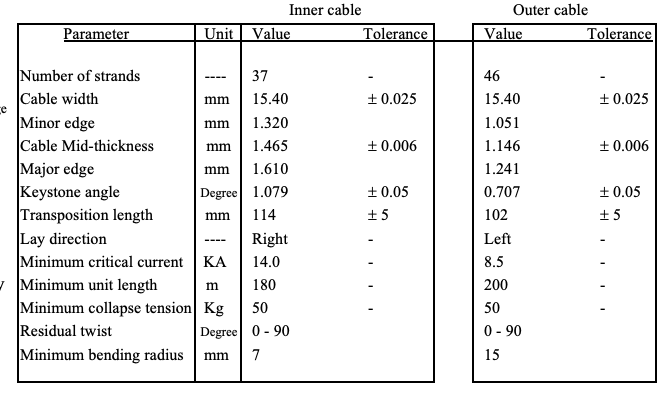 Inner cable Outer cable
Parameter Unit Value Tolerance Value Tolerance
Number of strands ---- 37 - 46 -
Cable width mm 15.40 ± 0.025 15.40 ± 0.025
Minor edge mm 1.320 1.051
Cable Mid-thickness mm 1.465 ± 0.006 1.146 ± 0.006
Major edge mm 1.610 1.241
Keystone angle Degree 1.079 ± 0.05 0.707 ± 0.05
Transposition length mm 114 ± 5 102 ± 5
Lay direction ---- Right - Left -
Minimum critical current KA 14.0 - 8.5 -
Minimum unit length m 180 - 200 -
Minimum collapse tension Kg 50 - 50 -
Residual twist Degree 0 - 90 0 - 90
Minimum bending radius mm 7 15